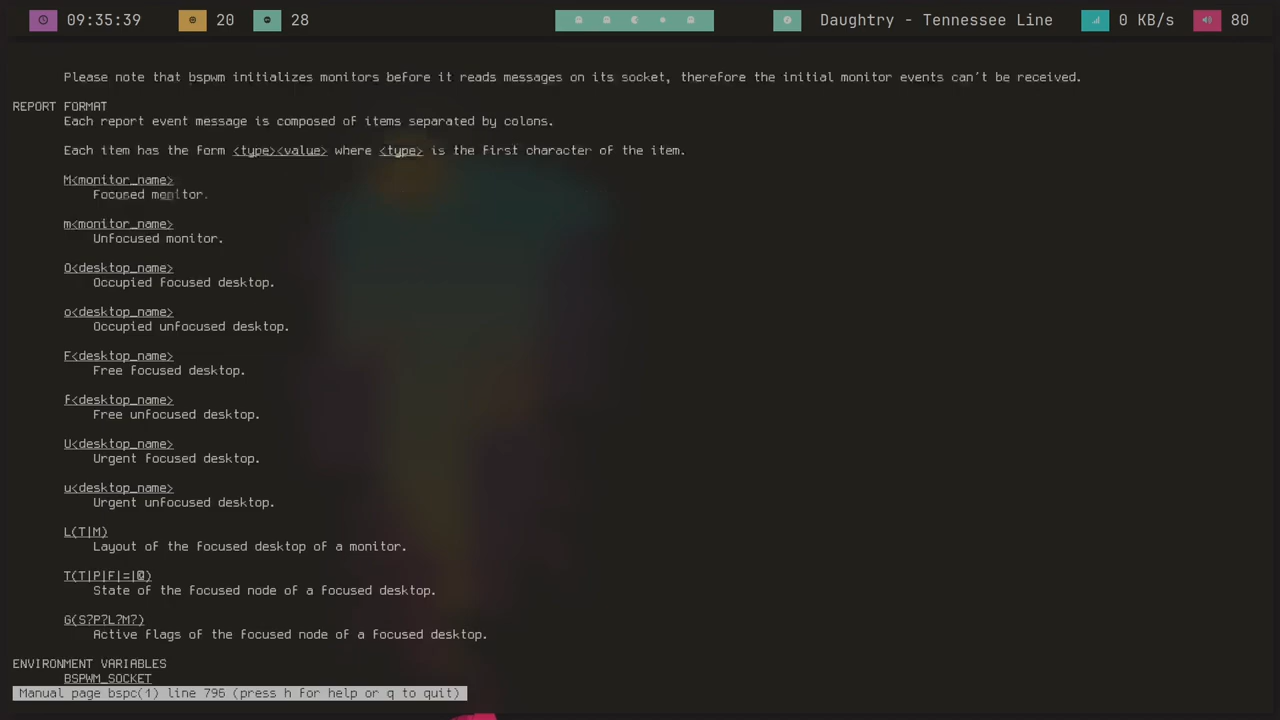 09:35:39 20 28 Daughtry - Tennessee Line 0 KB/s 80
Please note that bspwm initializes monitors before it reads messages on its socket, therefore the initial monitor events can't be received.
REPORT FORMAT
Each report event message is composed of items separated by colons.
Each item has the form <type><value> where <type> is the first character of the item.
M<monitor_name>
Focused monitor.
m<monitor_name>
Unfocused monitor.
O<desktop_name>
Occupied focused desktop.
o<desktop_name>
Occupied unfocused desktop.
F<desktop_name>
Free focused desktop.
f<desktop_name>
Free unfocused desktop.
U<desktop_name>
Urgent focused desktop.
u<desktop_name>
Urgent unfocused desktop.
L(T|M)
Layout of the focused desktop of a monitor.
T(T|P|F|=|@)
State of the focused node of a focused desktop.
G(S?P?L?M?)
Active flags of the focused node of a focused desktop.
ENVIRONMENT VARIABLES
BSPWM_SOCKET
Manual page bspc(1) line 796 (press h for help or q to quit)